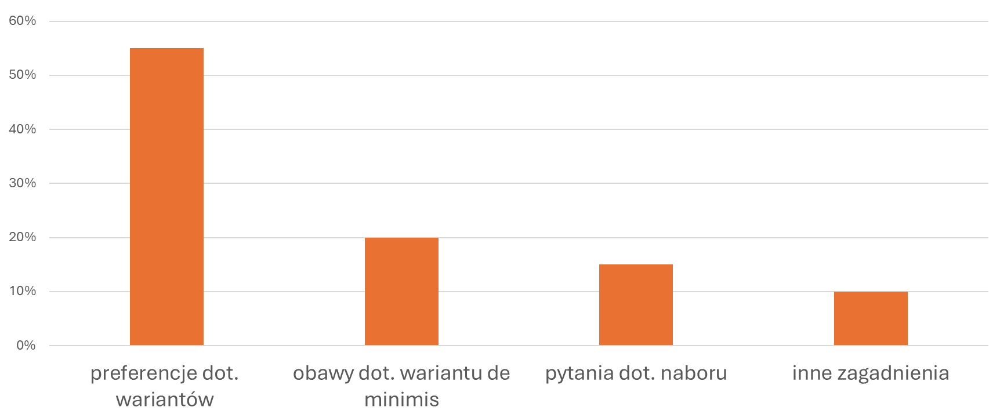 60%
50%
40%
30%
20%
10%
0%
preferencje dot.
wariantów
obawy dot. wariantu de
minimis
pytania dot. naboru
inne zagadnienia